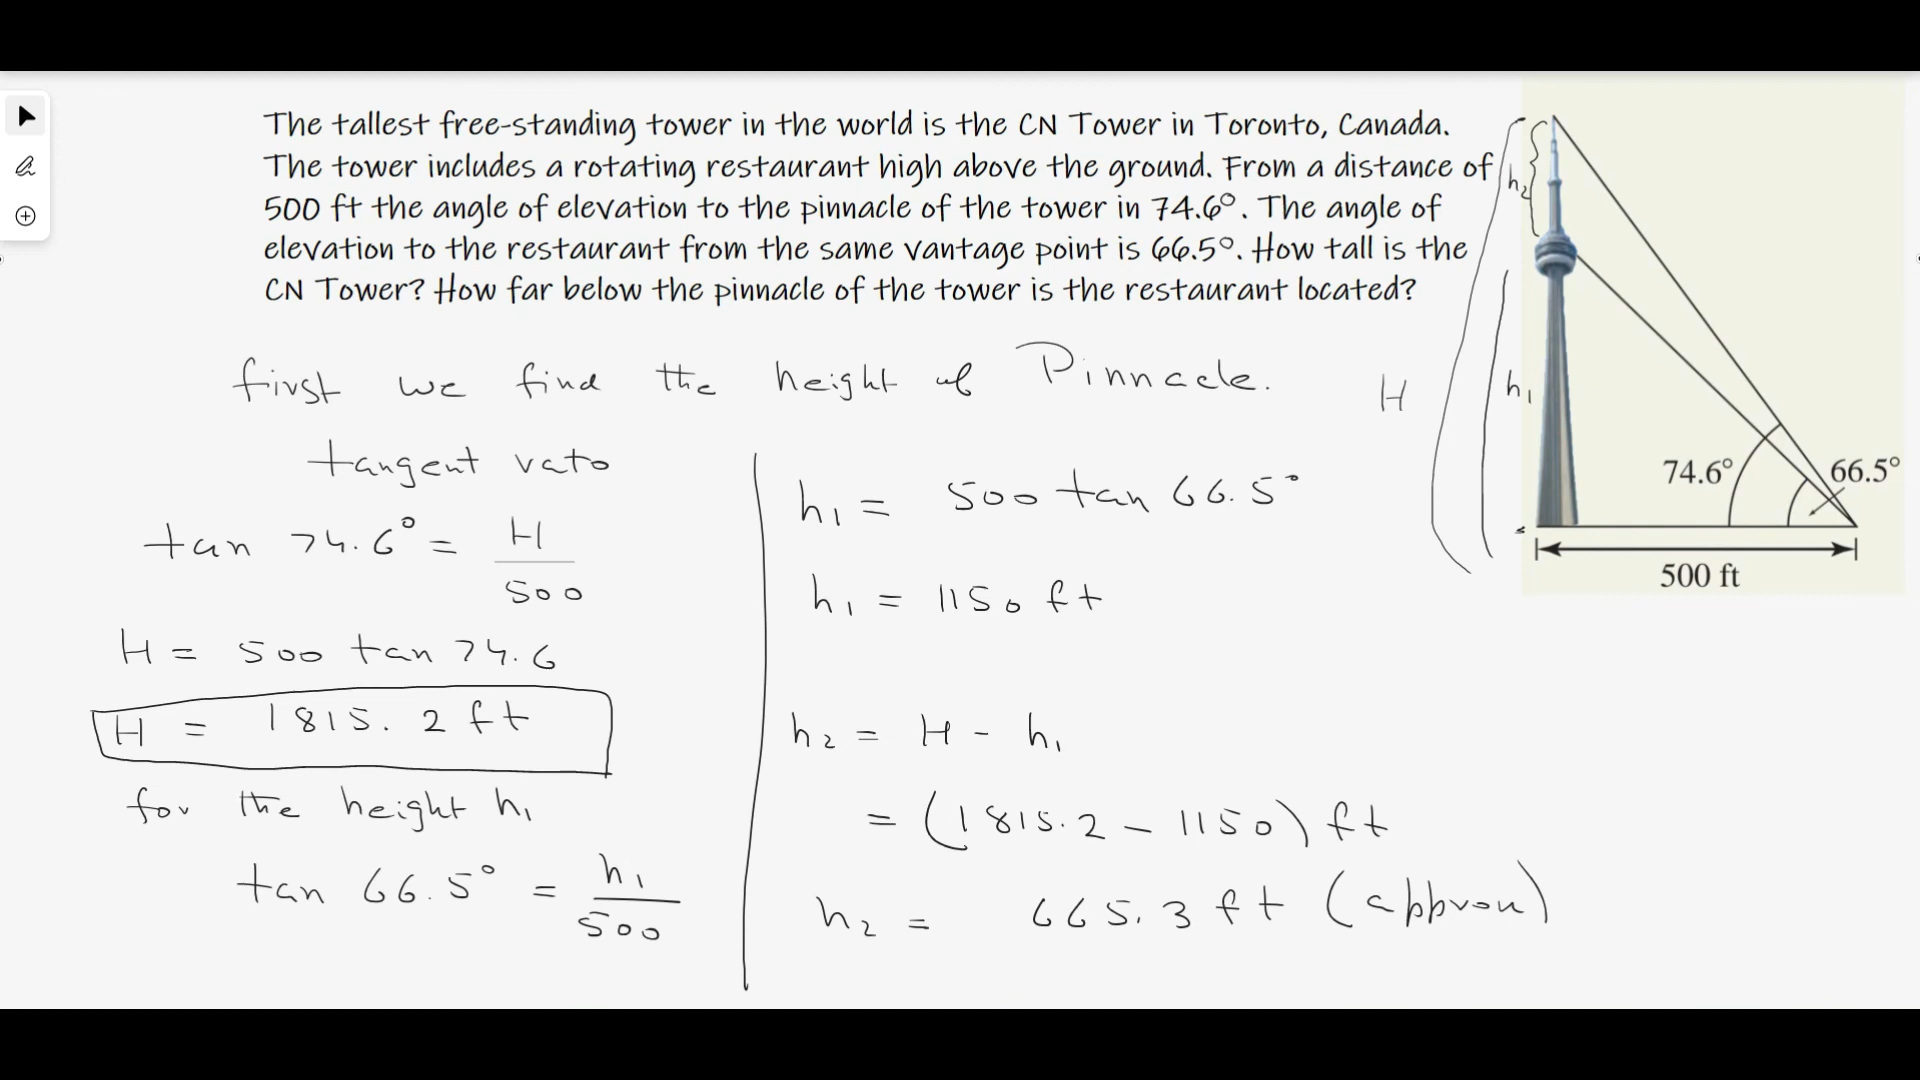 The tallest free-standing tower in the world is the CN Tower in Toronto, Canada.
The tower includes a rotating restaurant high above the ground. From a distance of
500 ft the angle of elevation to the pinnacle of the tower in 74.6°. The angle of
elevation to the restaurant from the same vantage point is 66.5°. How tall is the
CN Tower? How far below the pinnacle of the tower is the restaurant located?
first we find the height of Pinnacle.
tangent rato
tan 74.6° = H/500
H = 500 tan 74.6
H = 1815.2 ft
for the height h₁
tan 66.5° = h₁/500
h₁ = 500 tan 66.5°
h₁ = 1150 ft
h₂ = H - h₁
= (1815.2 - 1150) ft
h₂ = 665.3 ft (approx)
H
h₂
h₁
74.6°
66.5°
500 ft